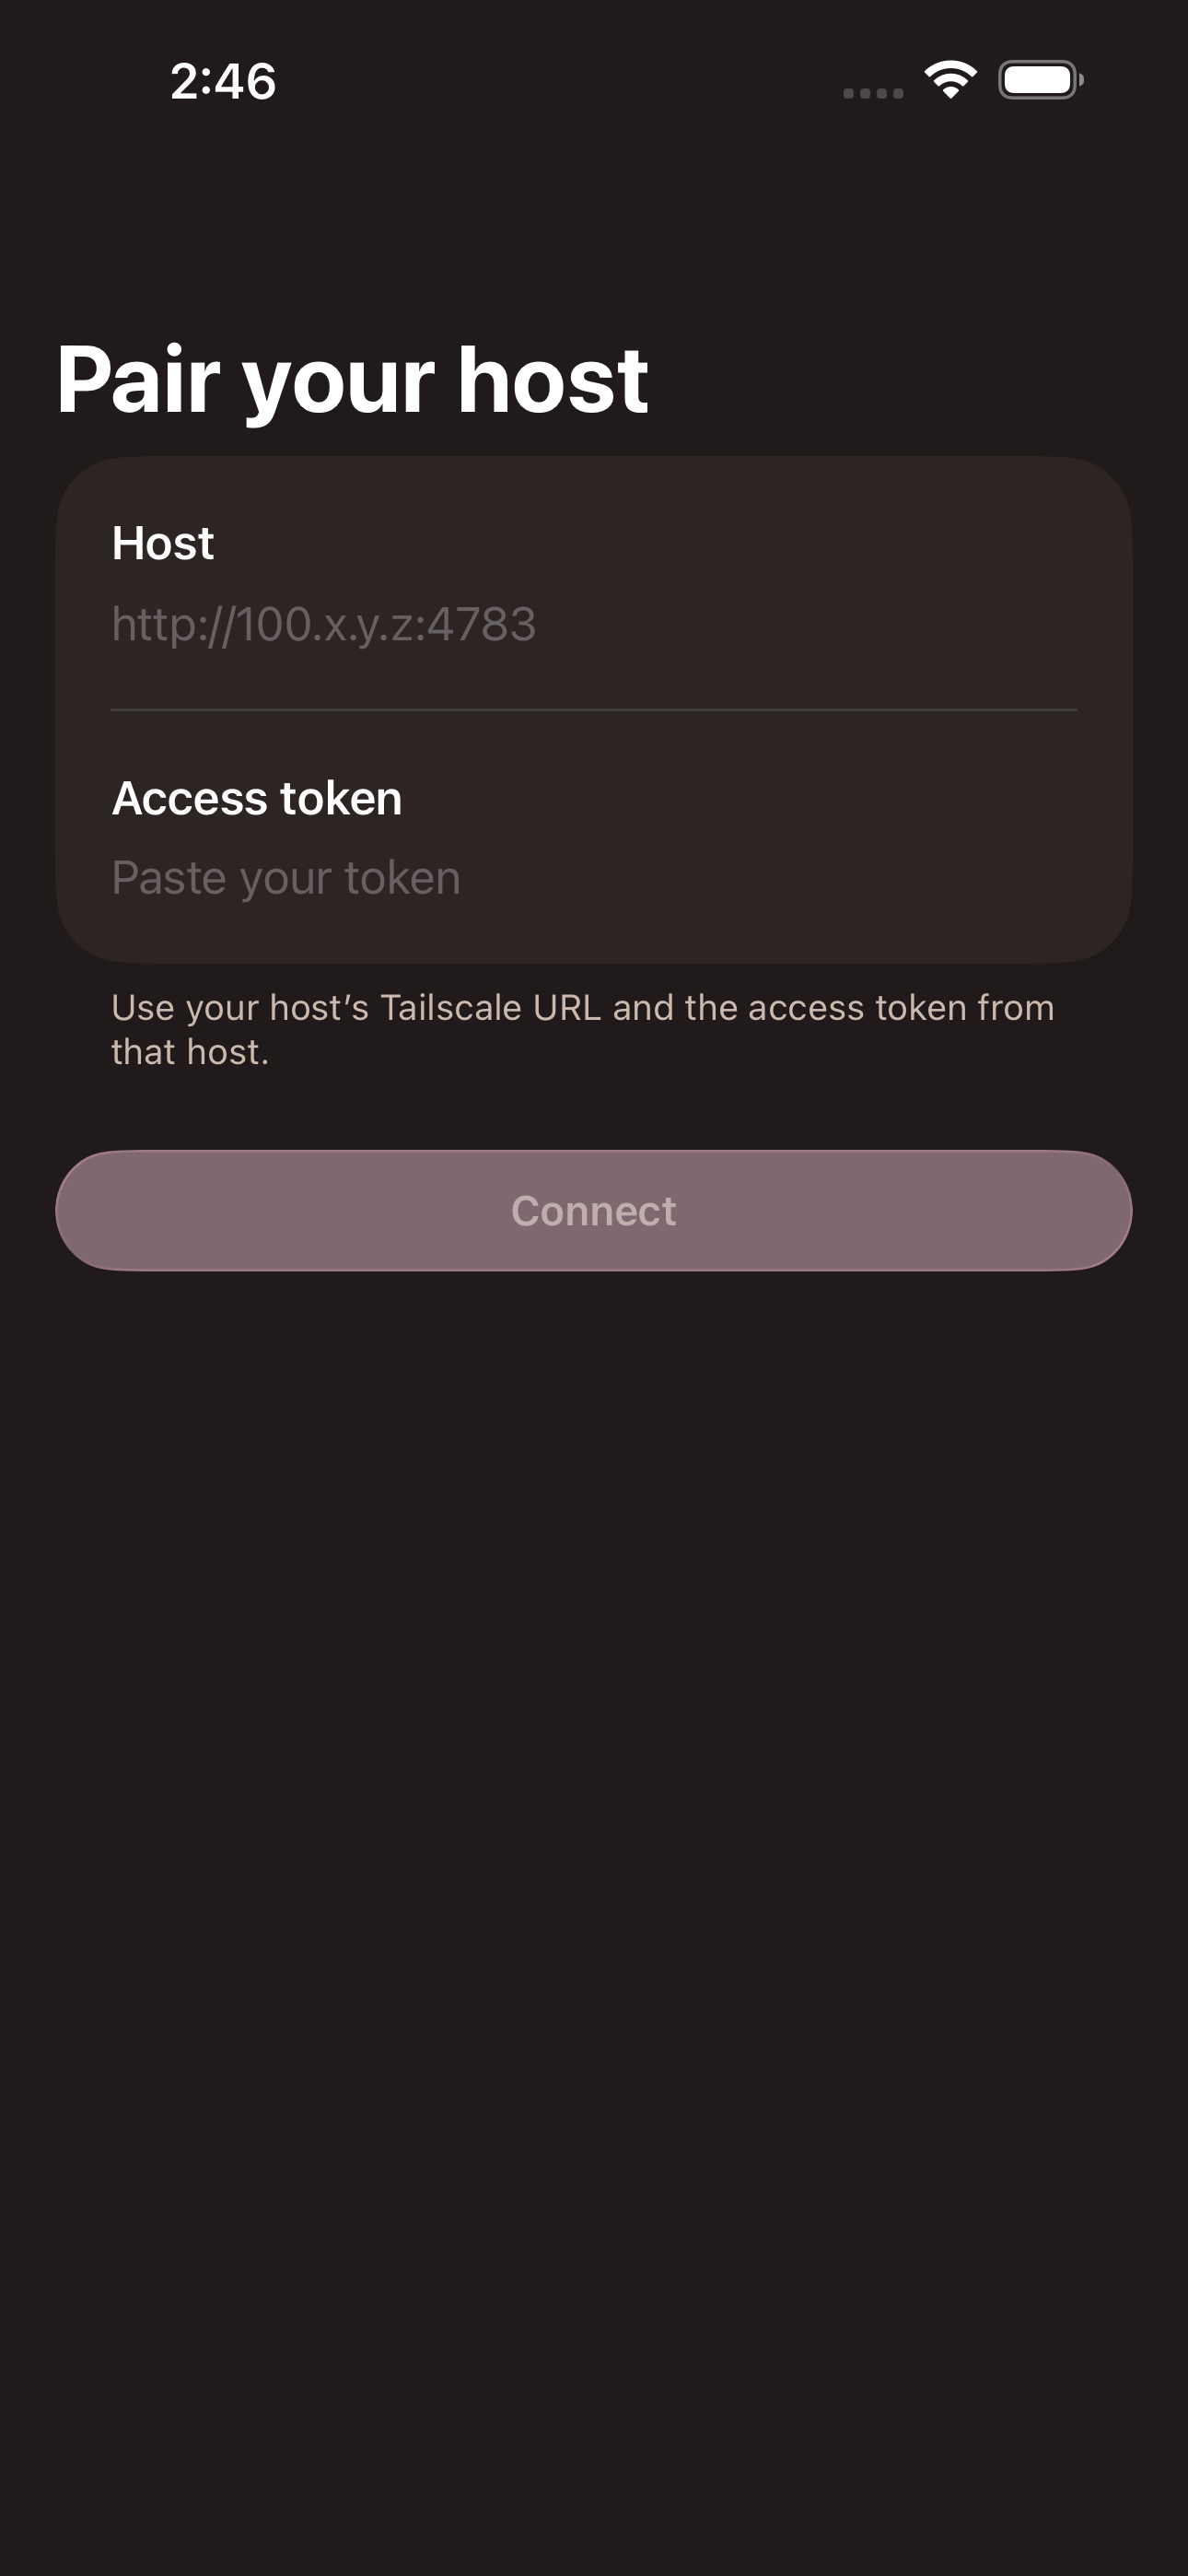 2:46
Pair your host
Host
http://100.x.y.z:4783
Access token
Paste your token
Use your host’s Tailscale URL and the access token from
that host.
Connect